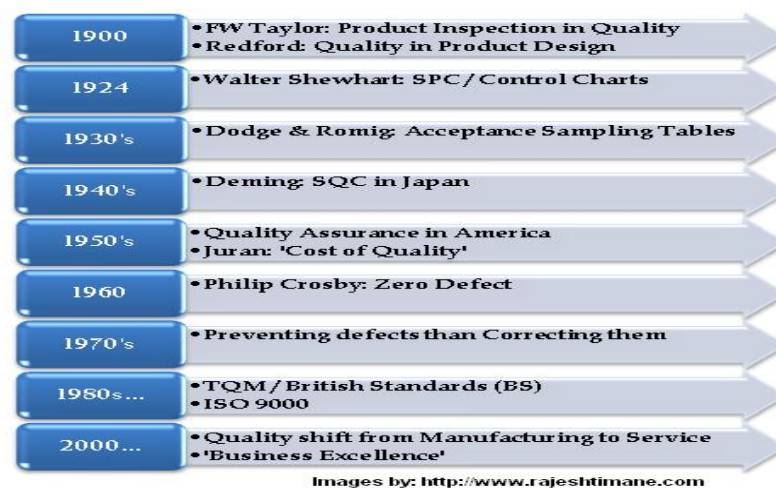 1900
•FW Taylor: Product Inspection in Quality
•Redford: Quality in Product Design
1924
•Walter Shewhart: SPC/Control Charts
1930's
•Dodge & Romig: Acceptance Sampling Tables
1940's
•Deming: SQC in Japan
1950's
•Quality Assurance in America
•Juran: 'Cost of Quality'
1960
•Philip Crosby: Zero Defect
1970's
•Preventing defects than Correcting them
1980s...
•TQM/British Standards (BS)
•ISO 9000
2000...
•Quality shift from Manufacturing to Service
•'Business Excellence'
Images by: http://www.rajeshtimane.com